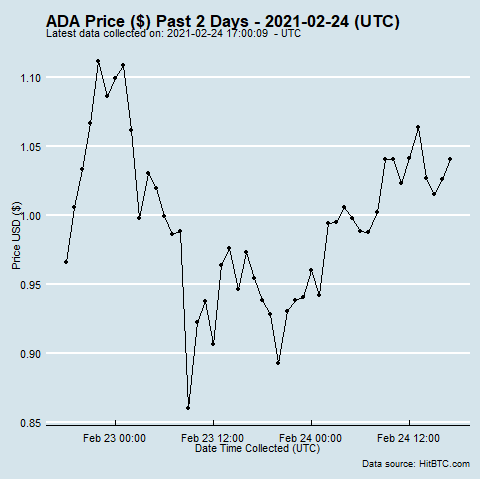 ADA Price ($) Past 2 Days - 2021-02-24 (UTC)
Latest data collected on: 2021-02-24 17:00:09  - UTC
Price USD ($)
1.10
1.05
1.00
0.95
0.90
0.85
Feb 23 00:00 Feb 23 12:00 Feb 24 00:00 Feb 24 12:00
Date Time Collected (UTC)
Data source: HitBTC.com